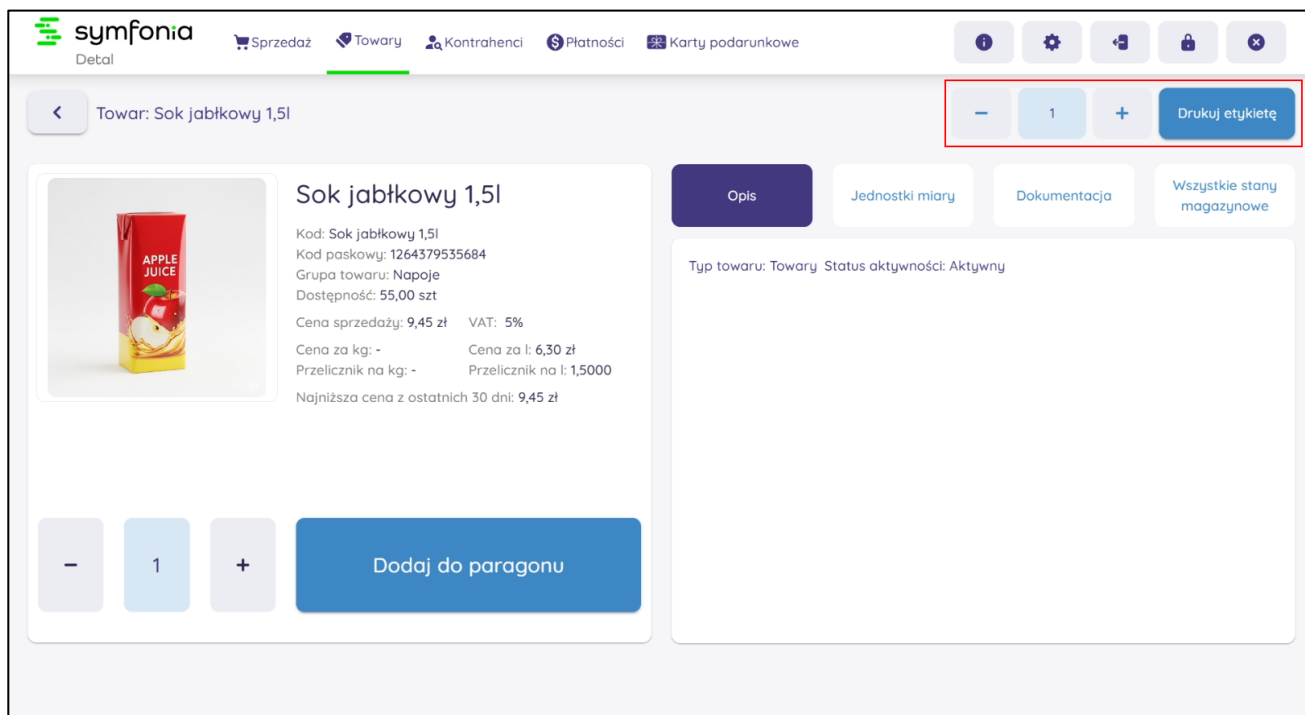 symfonia
Detal
Sprzedaż Towary Kontrahenci Płatności Karty podarunkowe
Towar: Sok jabłkowy 1,5l
− 1 + Drukuj etykietę
APPLE
JUICE
Sok jabłkowy 1,5l
Kod: Sok jabłkowy 1,5l
Kod paskowy: 1264379535684
Grupa towaru: Napoje
Dostępność: 55,00 szt
Cena sprzedaży: 9,45 zł VAT: 5%
Cena za kg: - Cena za l: 6,30 zł
Przelicznik na kg: - Przelicznik na l: 1,5000
Najniższa cena z ostatnich 30 dni: 9,45 zł
− 1 + Dodaj do paragonu
Opis Jednostki miary Dokumentacja Wszystkie stany
magazynowe
Typ towaru: Towary Status aktywności: Aktywny